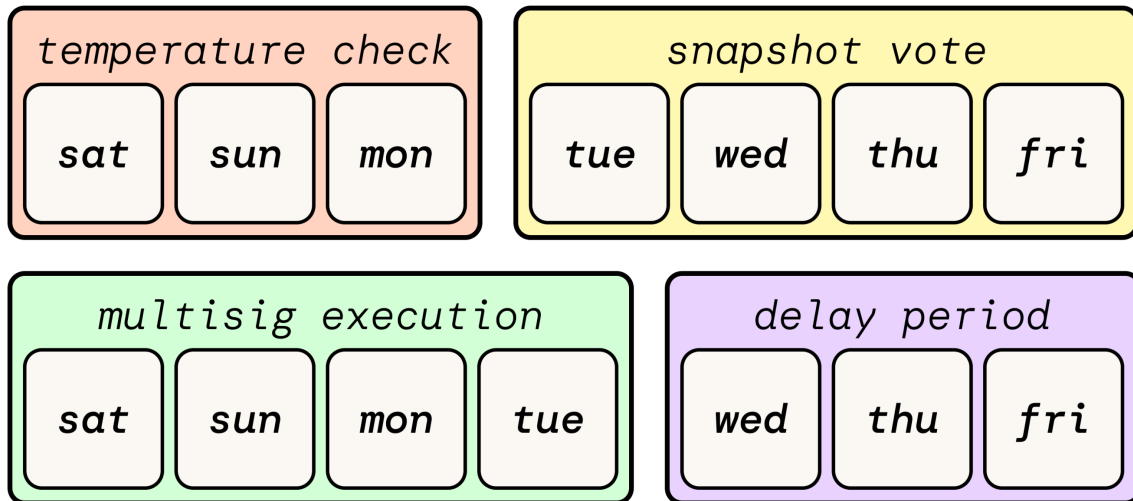 temperature check
snapshot vote
sat sun mon
tue wed thu fri
multisig execution
delay period
sat sun mon tue
wed thu fri